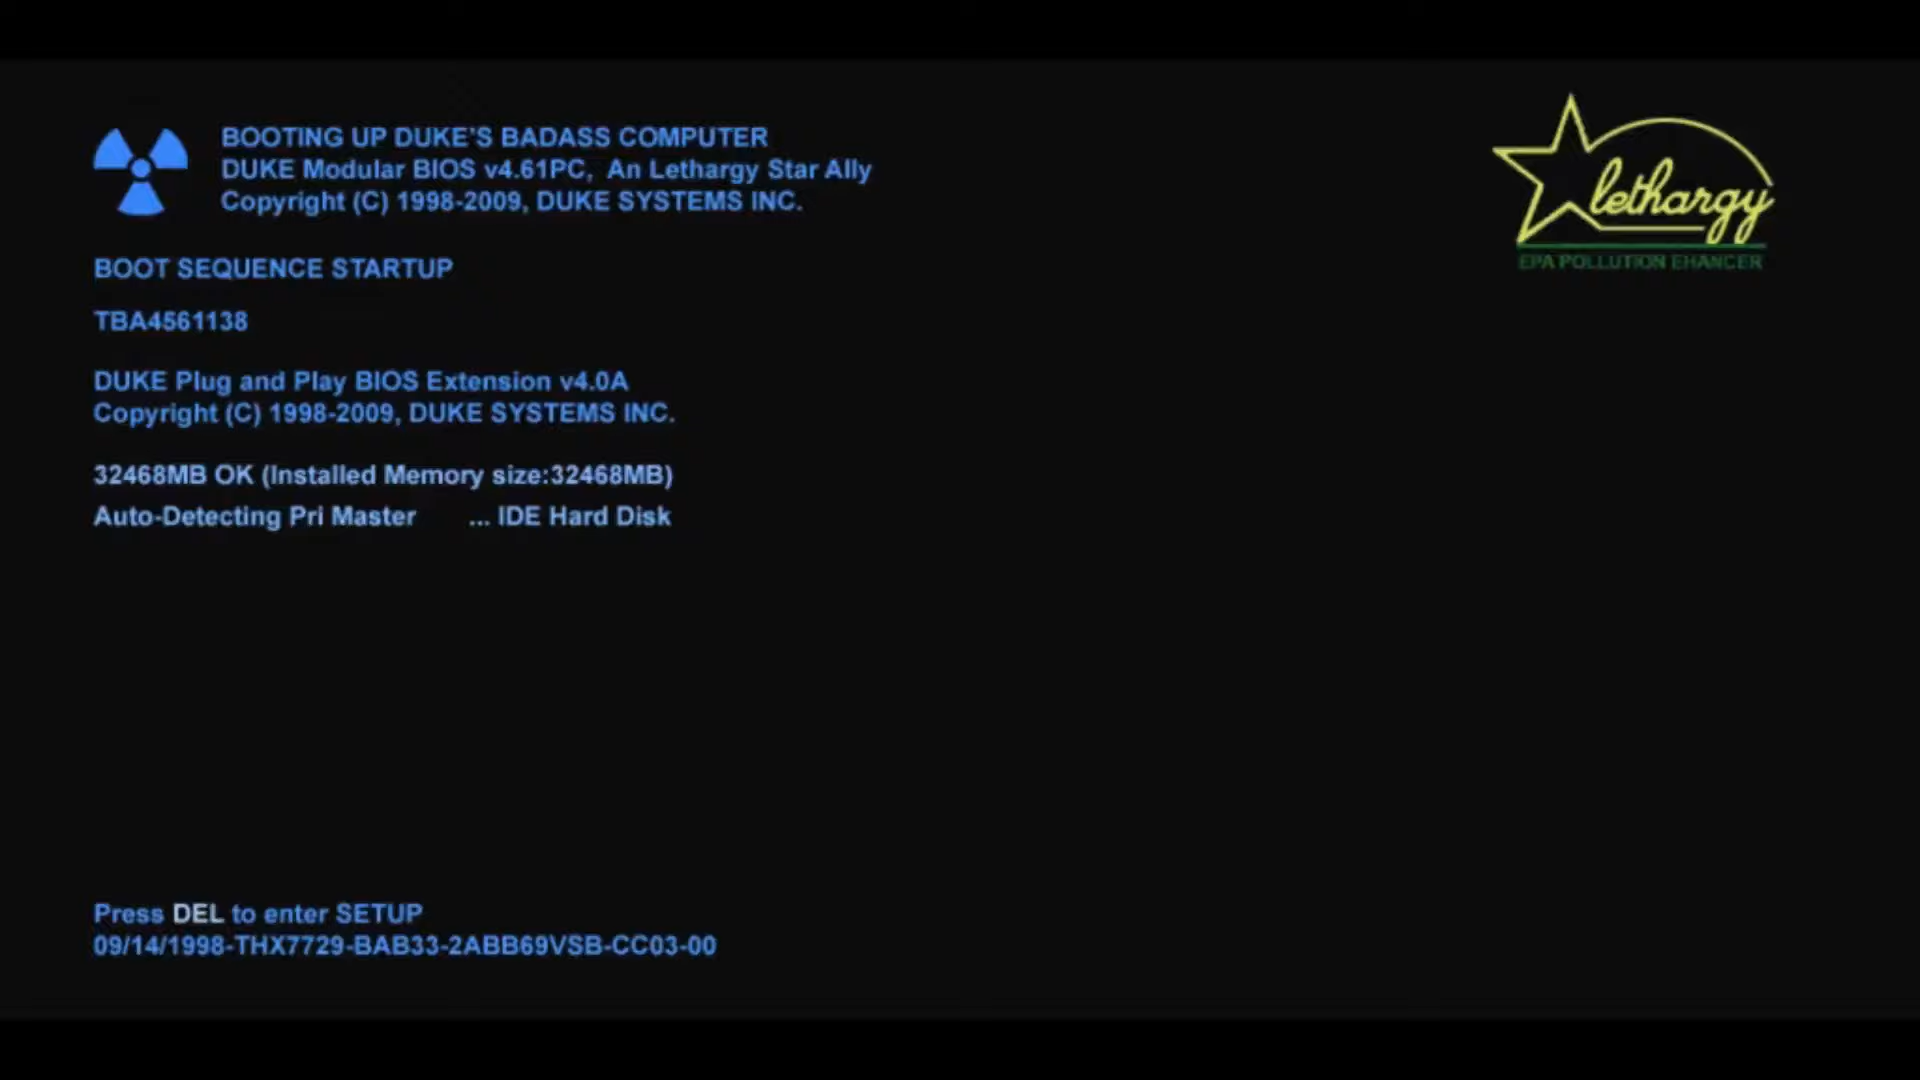 BOOTING UP DUKE'S BADASS COMPUTER
DUKE Modular BIOS v4.61PC, An Lethargy Star Ally
Copyright (C) 1998-2009, DUKE SYSTEMS INC.
lethargy
EPA POLLUTION EHANCER
BOOT SEQUENCE STARTUP
TBA4561138
DUKE Plug and Play BIOS Extension v4.0A
Copyright (C) 1998-2009, DUKE SYSTEMS INC.
32468MB OK (Installed Memory size:32468MB)
Auto-Detecting Pri Master ... IDE Hard Disk
Press DEL to enter SETUP
09/14/1998-THX7729-BAB33-2ABB69VSB-CC03-00